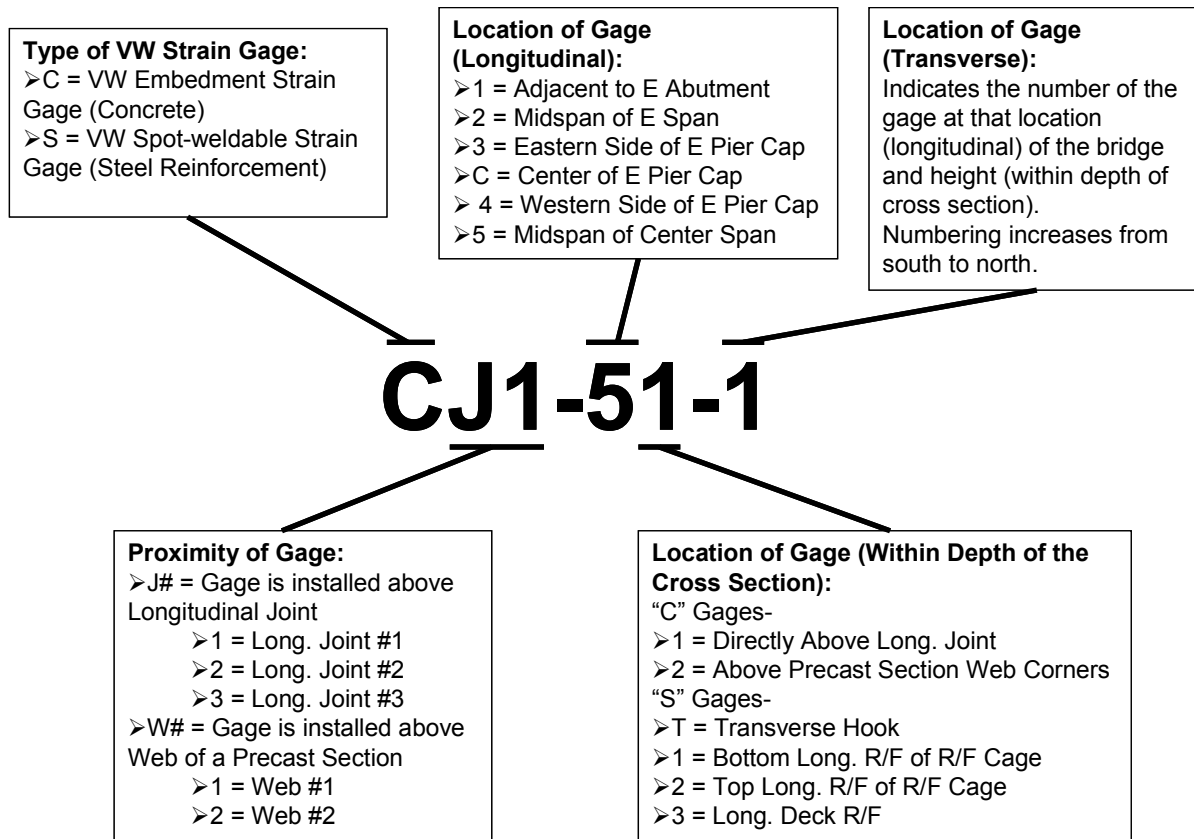 Type of VW Strain Gage:
➢C = VW Embedment Strain
Gage (Concrete)
➢S = VW Spot-weldable Strain
Gage (Steel Reinforcement)
Location of Gage
(Longitudinal):
➢1 = Adjacent to E Abutment
➢2 = Midspan of E Span
➢3 = Eastern Side of E Pier Cap
➢C = Center of E Pier Cap
➢ 4 = Western Side of E Pier Cap
➢5 = Midspan of Center Span
Location of Gage
(Transverse):
Indicates the number of the
gage at that location
(longitudinal) of the bridge
and height (within depth of
cross section).
Numbering increases from
south to north.
CJ1-51-1
Proximity of Gage:
➢J# = Gage is installed above
Longitudinal Joint
➢1 = Long. Joint #1
➢2 = Long. Joint #2
➢3 = Long. Joint #3
➢W# = Gage is installed above
Web of a Precast Section
➢1 = Web #1
➢2 = Web #2
Location of Gage (Within Depth of the
Cross Section):
“C” Gages-
➢1 = Directly Above Long. Joint
➢2 = Above Precast Section Web Corners
“S” Gages-
➢T = Transverse Hook
➢1 = Bottom Long. R/F of R/F Cage
➢2 = Top Long. R/F of R/F Cage
➢3 = Long. Deck R/F